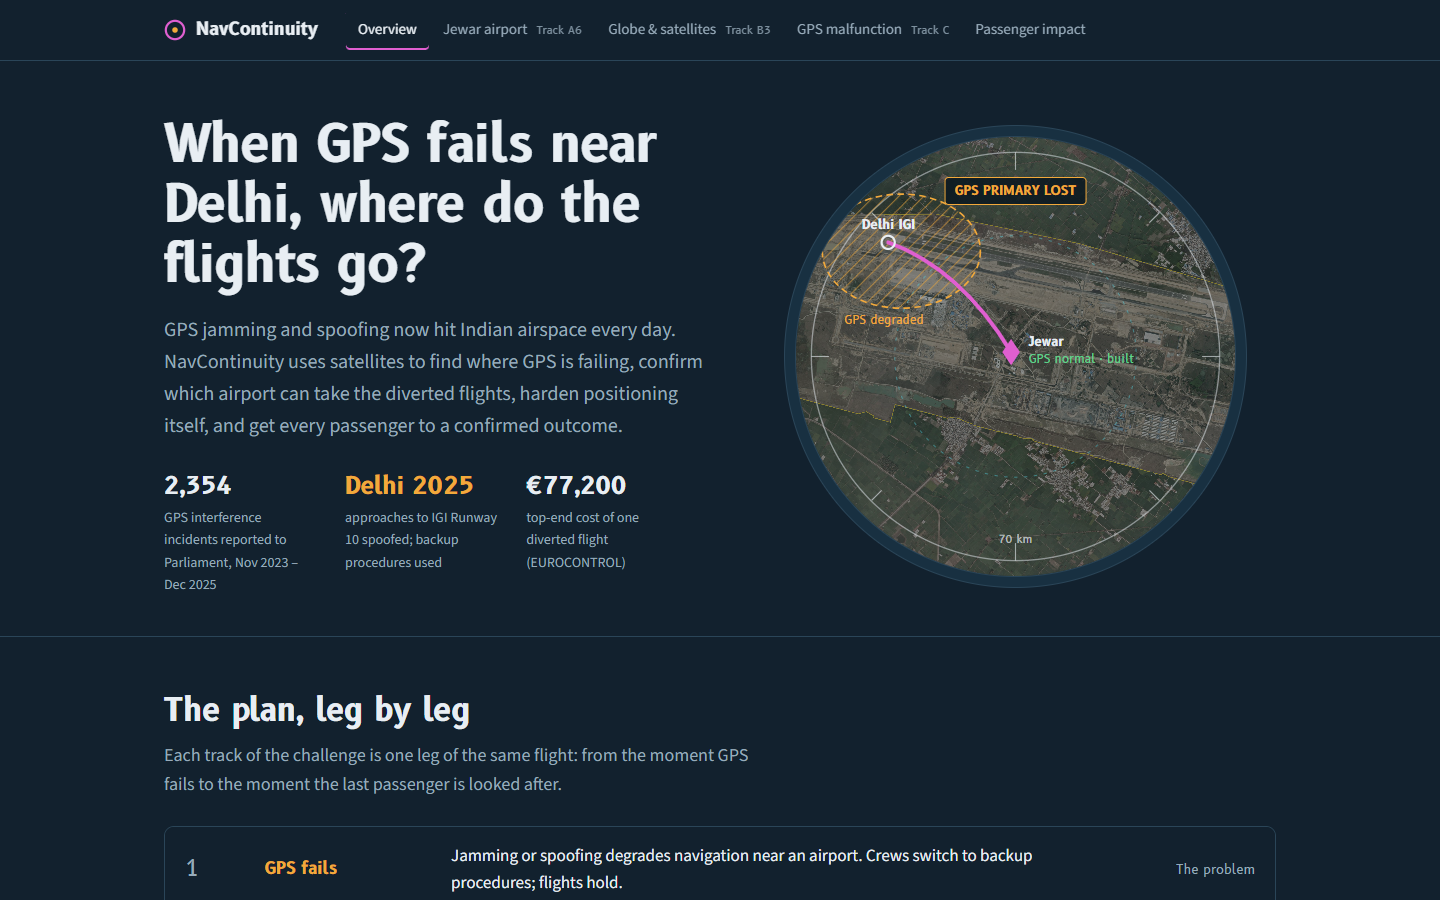 NavContinuity
Overview
Jewar airport Track A6
Globe & satellites Track B3
GPS malfunction Track C
Passenger impact
When GPS fails near
Delhi, where do the
flights go?
GPS jamming and spoofing now hit Indian airspace every day.
NavContinuity uses satellites to find where GPS is failing, confirm
which airport can take the diverted flights, harden positioning
itself, and get every passenger to a confirmed outcome.
2,354
GPS interference
incidents reported to
Parliament, Nov 2023 –
Dec 2025
Delhi 2025
approaches to IGI Runway
10 spoofed; backup
procedures used
€77,200
top-end cost of one
diverted flight
(EUROCONTROL)
GPS PRIMARY LOST
Delhi IGI
GPS degraded
Jewar
GPS normal · built
70 km
The plan, leg by leg
Each track of the challenge is one leg of the same flight: from the moment GPS
fails to the moment the last passenger is looked after.
1
GPS fails
Jamming or spoofing degrades navigation near an airport. Crews switch to backup
procedures; flights hold.
The problem